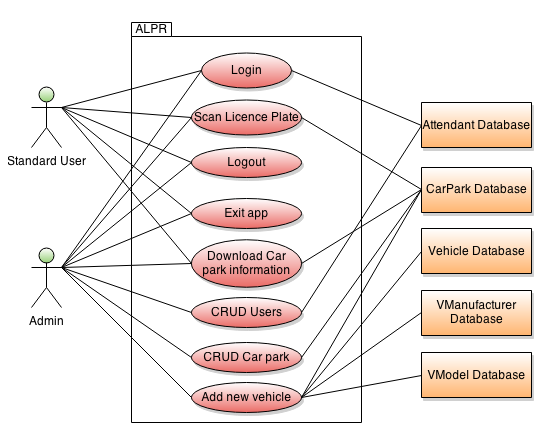 ALPR
Login
Scan Licence Plate
Logout
Exit app
Download Car
park information
CRUD Users
CRUD Car park
Add new vehicle
Standard User
Admin
Attendant Database
CarPark Database
Vehicle Database
VManufacturer
Database
VModel Database